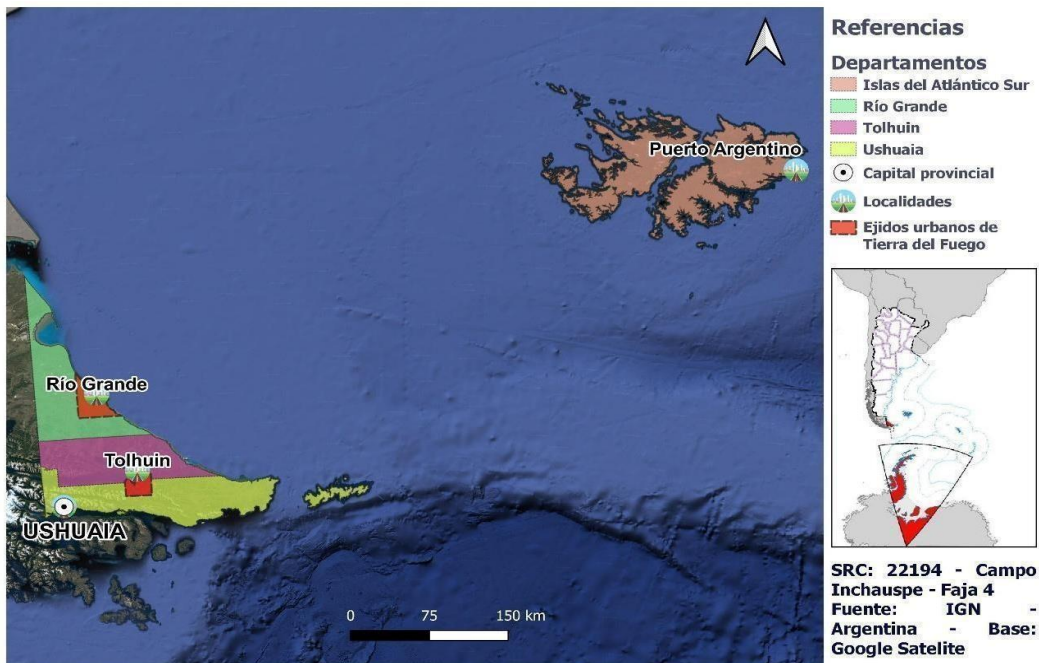 Puerto Argentino
Río Grande
Tolhuin
USHUAIA
0 75 150 km
Referencias
Departamentos
Islas del Atlántico Sur
Río Grande
Tolhuin
Ushuaia
Capital provincial
Localidades
Ejidos urbanos de
Tierra del Fuego
SRC: 22194 - Campo
Inchauspe - Faja 4
Fuente: IGN -
Argentina - Base:
Google Satelite